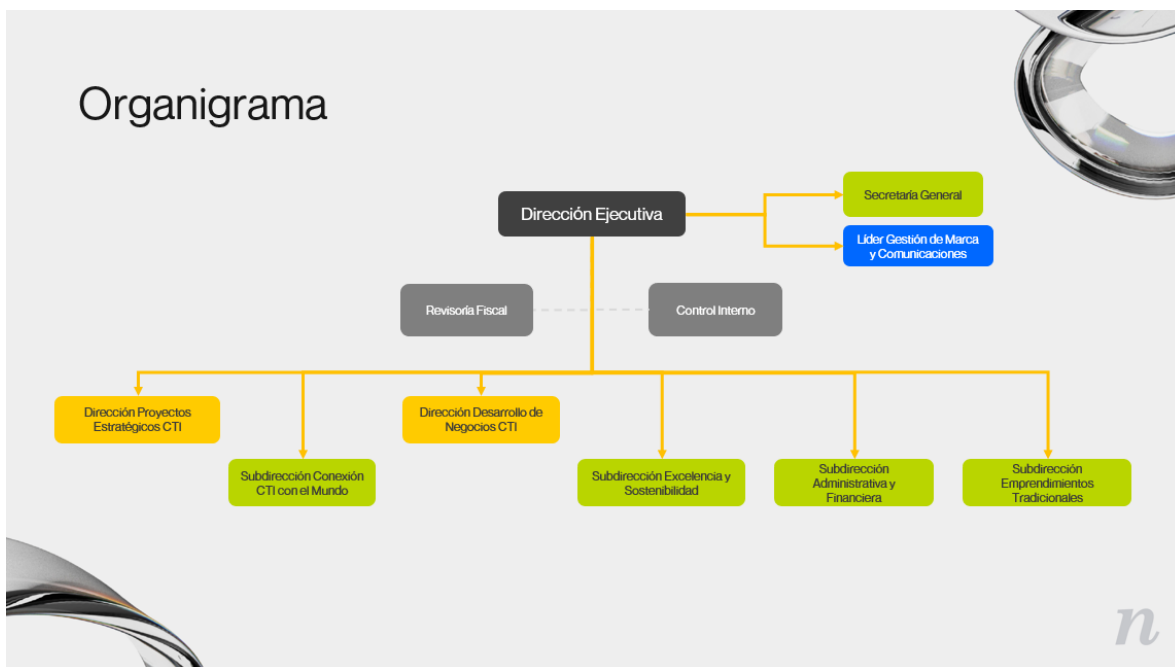 Organigrama
Secretaría General
Dirección Ejecutiva
Líder Gestión de Marca
y Comunicaciones
Revisoría Fiscal
Control Interno
Dirección Proyectos
Estratégicos CTI
Dirección Desarrollo de
Negocios CTI
Subdirección Conexión
CTI con el Mundo
Subdirección Excelencia y
Sostenibilidad
Subdirección
Administrativa y
Financiera
Subdirección
Emprendimientos
Tradicionales
n